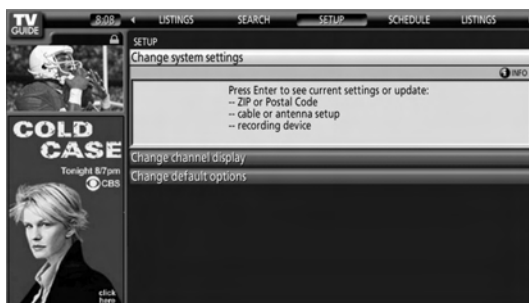 TV
GUIDE
8:08
LISTINGS SEARCH SETUP SCHEDULE LISTINGS
SETUP
Change system settings
INFO
Press Enter to see current settings or update:
-- ZIP or Postal Code
-- cable or antenna setup
-- recording device
Change channel display
Change default options
COLD
CASE
Tonight 8/7pm
CBS
click
here